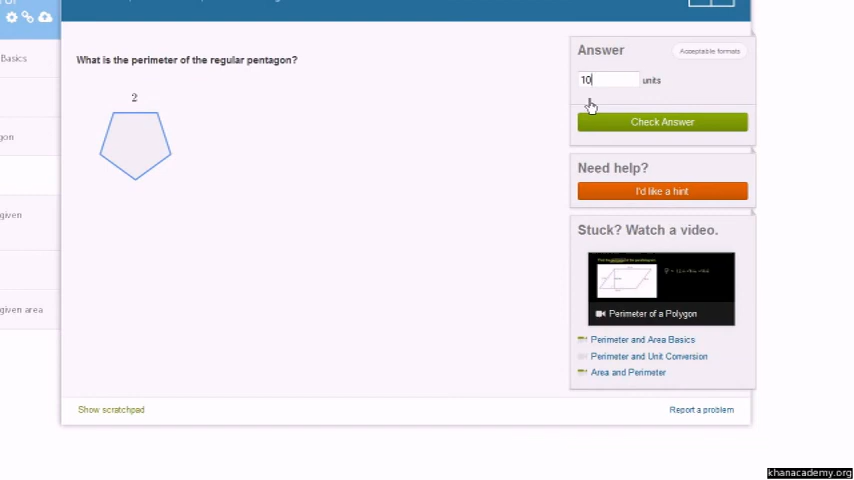 Basics
gon
given
given area
What is the perimeter of the regular pentagon?
2
Answer
Acceptable formats
10
units
Check Answer
Need help?
I'd like a hint
Stuck? Watch a video.
Perimeter of a Polygon
Perimeter and Area Basics
Perimeter and Unit Conversion
Area and Perimeter
Show scratchpad
Report a problem
khanacademy.org